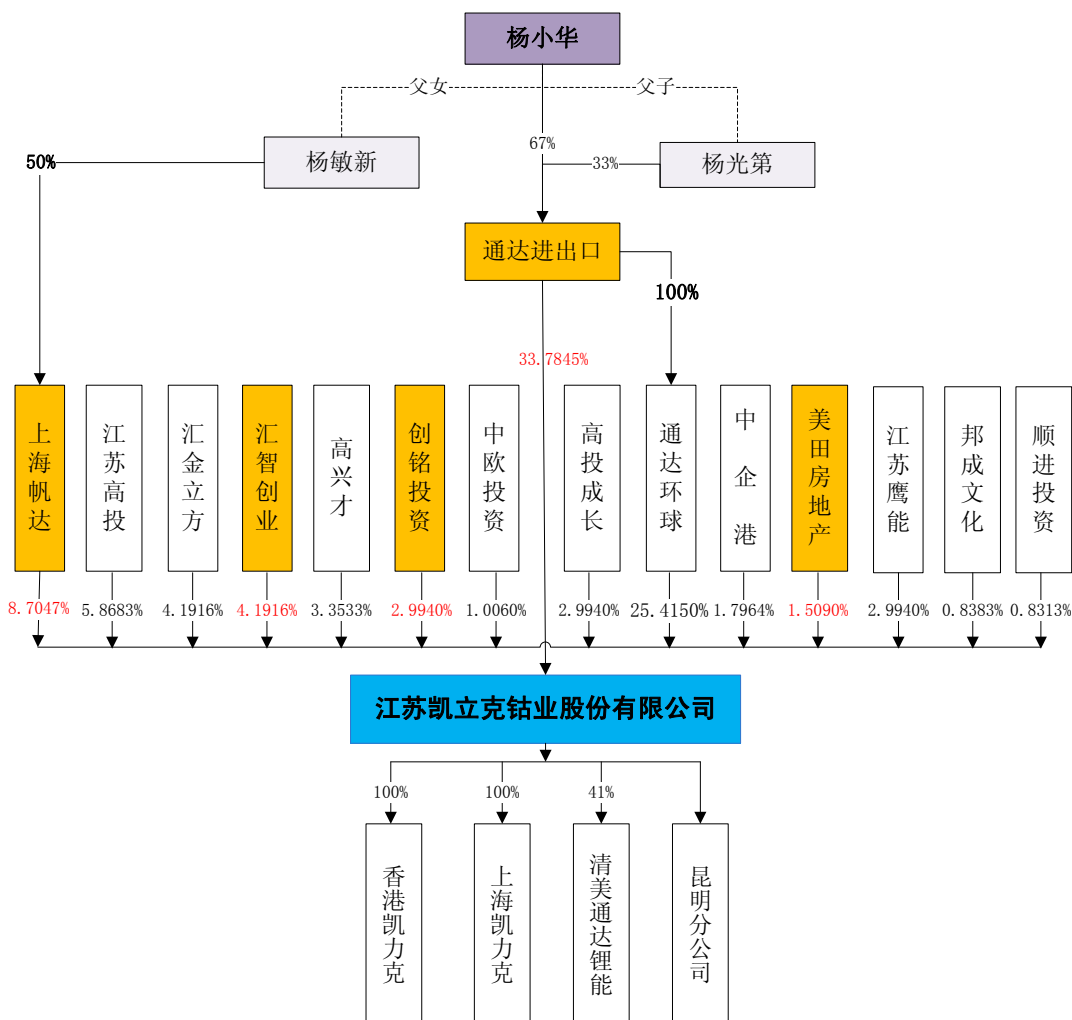 杨小华
父女
父子
67%
50%
杨敏新
33%
杨光第
通达进出口
100%
33.7845%
上海帆达
江苏高投
汇金立方
汇智创业
高兴才
创铭投资
中欧投资
高投成长
通达环球
中企港
美田房地产
江苏鹰能
邦成文化
顺进投资
8.7047%
5.8683%
4.1916%
4.1916%
3.3533%
2.9940%
1.0060%
2.9940%
25.4150%
1.7964%
1.5090%
2.9940%
0.8383%
0.8313%
江苏凯立克钴业股份有限公司
100%
100%
41%
香港凯力克
上海凯力克
清美通达锂能
昆明分公司